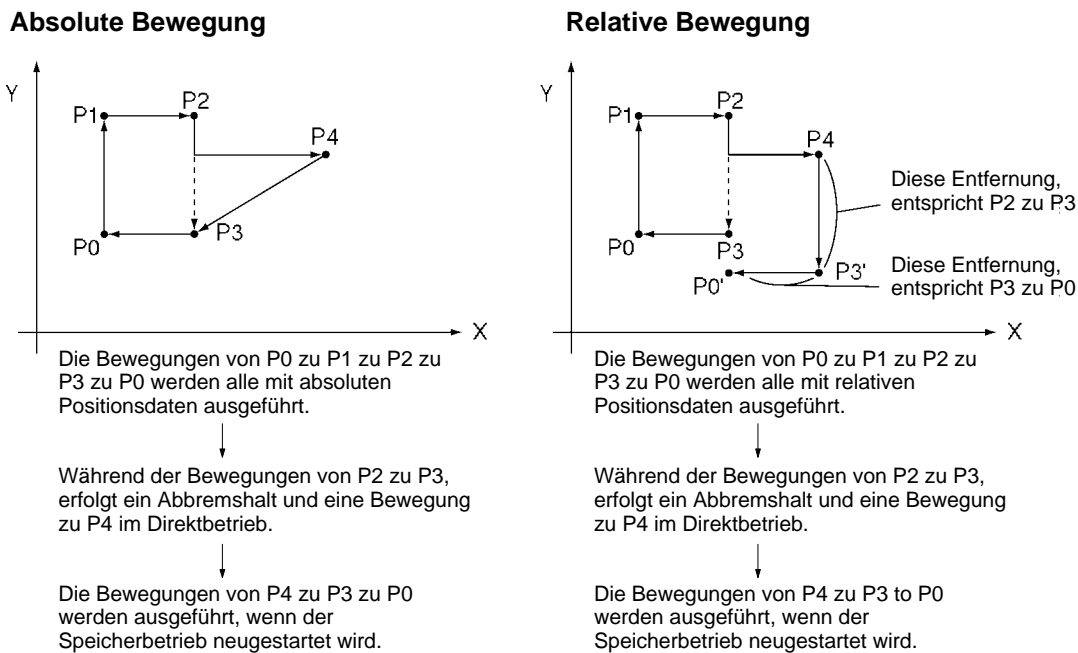 Absolute Bewegung
Y
P1
P2
P4
P0
P3
X
Die Bewegungen von P0 zu P1 zu P2 zu
P3 zu P0 werden alle mit absoluten
Positionsdaten ausgeführt.
Während der Bewegungen von P2 zu P3,
erfolgt ein Abbremshalt und eine Bewegung
zu P4 im Direktbetrieb.
Die Bewegungen von P4 zu P3 zu P0
werden ausgeführt, wenn der
Speicherbetrieb neugestartet wird.
Relative Bewegung
Y
P1
P2
P4
Diese Entfernung,
entspricht P2 zu P3
P0
P3
P0'
P3'
Diese Entfernung,
entspricht P3 zu P0
X
Die Bewegungen von P0 zu P1 zu P2 zu
P3 zu P0 werden alle mit relativen
Positionsdaten ausgeführt.
Während der Bewegungen von P2 zu P3,
erfolgt ein Abbremshalt und eine Bewegung
zu P4 im Direktbetrieb.
Die Bewegungen von P4 zu P3 to P0
werden ausgeführt, wenn der
Speicherbetrieb neugestartet wird.